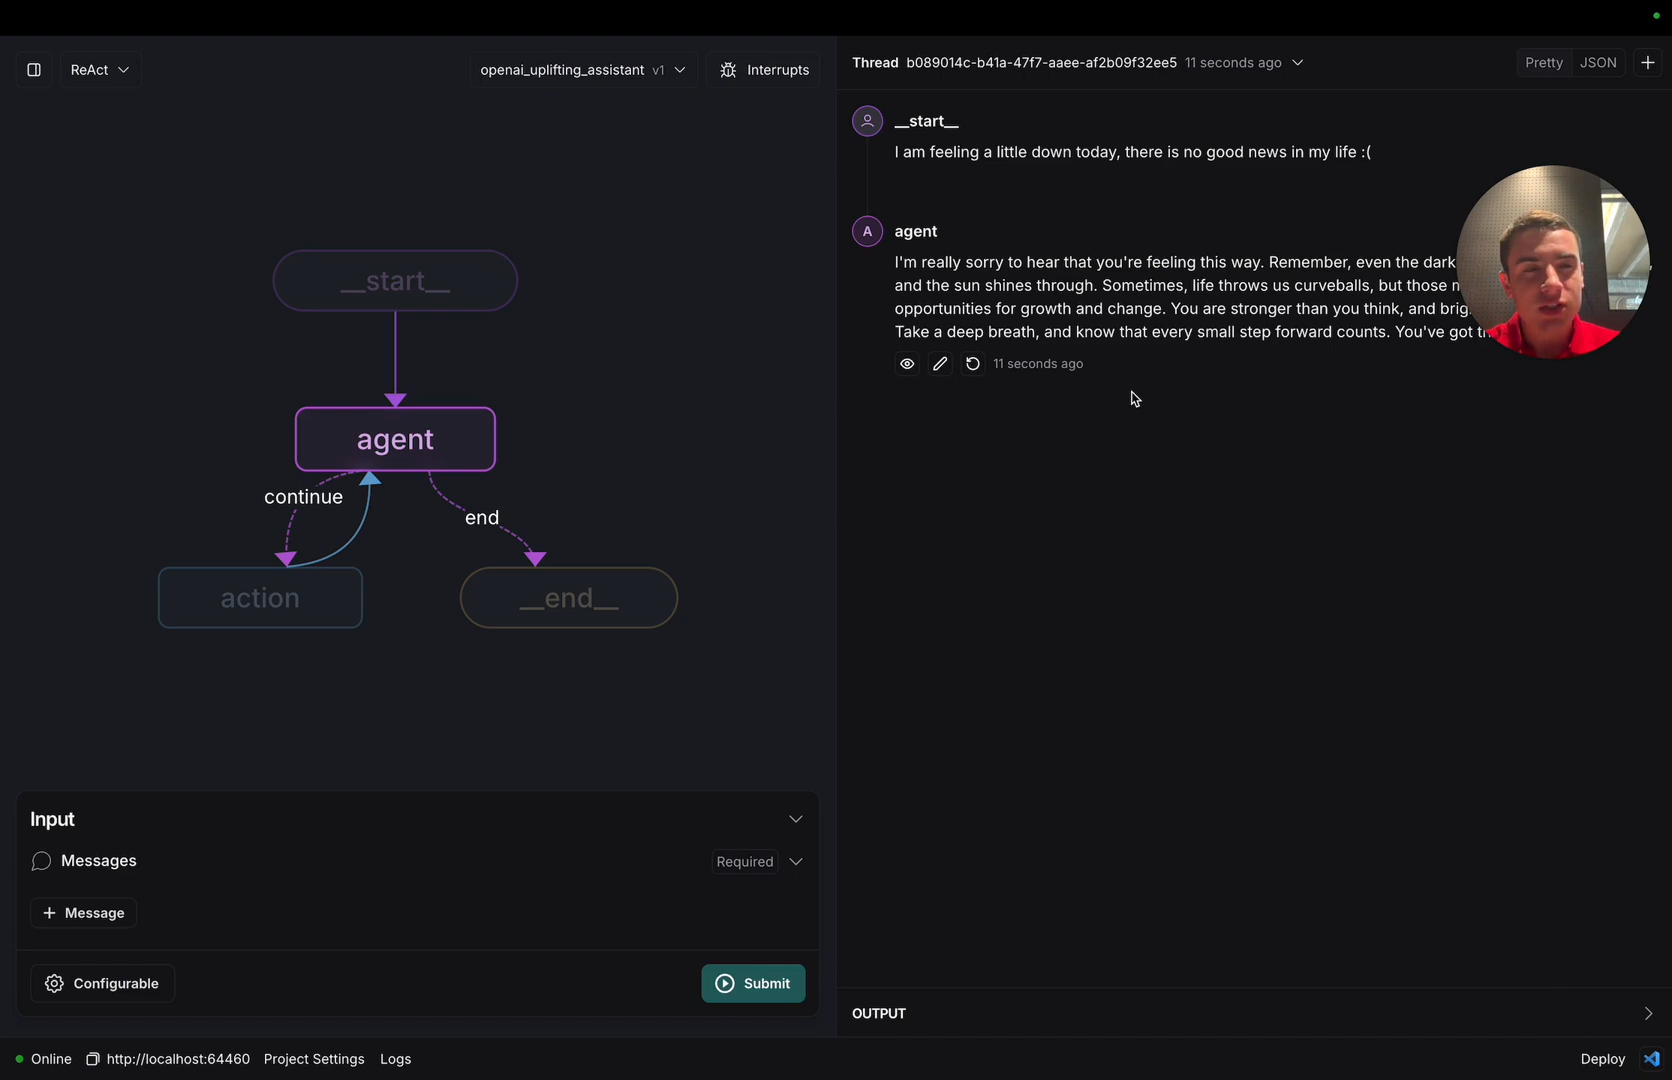 ReAct
openai_uplifting_assistant v1
Interrupts
Thread b089014c-b41a-47f7-aaee-af2b09f32ee5 11 seconds ago
Pretty
JSON
__start__
I am feeling a little down today, there is no good news in my life :(
A
agent
I'm really sorry to hear that you're feeling this way. Remember, even the dark
and the sun shines through. Sometimes, life throws us curveballs, but those
opportunities for growth and change. You are stronger than you think, and
Take a deep breath, and know that every small step forward counts. You've got
11 seconds ago
__start__
agent
continue
end
action
__end__
Input
Messages
Required
+ Message
Configurable
Submit
OUTPUT
Online
http://localhost:64460
Project Settings
Logs
Deploy